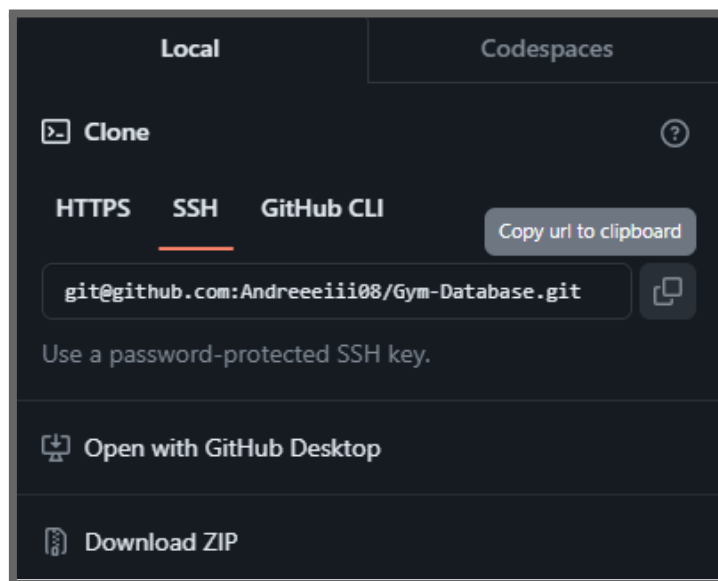 Local Codespaces
Clone
HTTPS SSH GitHub CLI
Copy url to clipboard
git@github.com:Andreeeiii08/Gym-Database.git
Use a password-protected SSH key.
Open with GitHub Desktop
Download ZIP